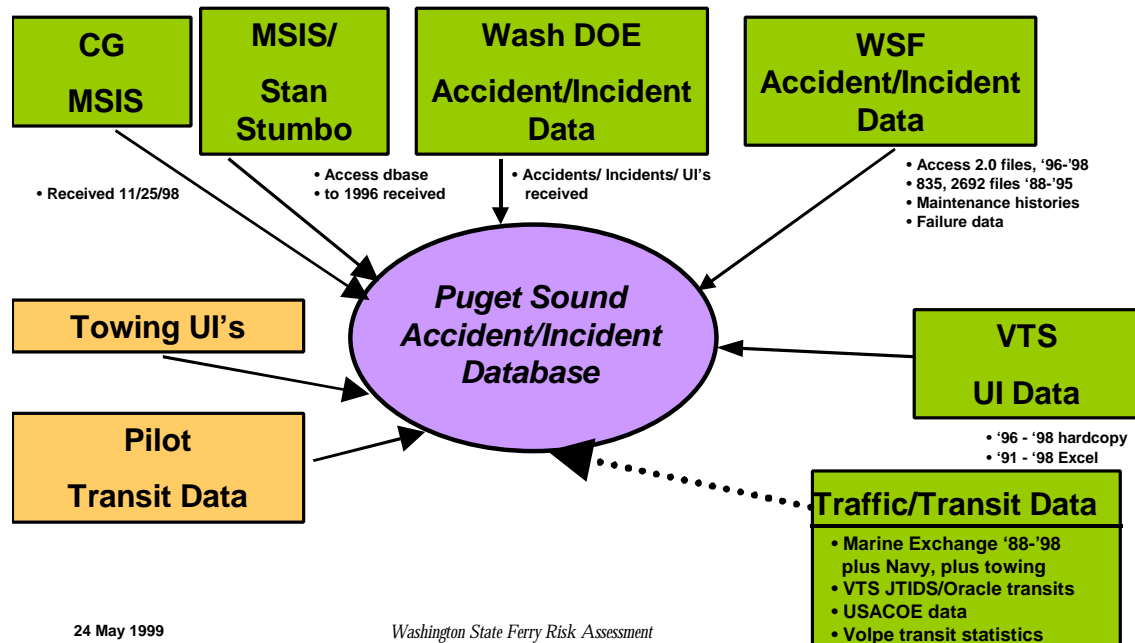 CG
MSIS
MSIS/
Stan
Stumbo
Wash DOE
Accident/Incident
Data
WSF
Accident/Incident
Data
• Received 11/25/98
• Access dbase
• to 1996 received
• Accidents/ Incidents/ UI's
received
• Access 2.0 files, ‘96-’98
• 835, 2692 files ‘88-’95
• Maintenance histories
• Failure data
Puget Sound
Accident/Incident
Database
Towing UI’s
Pilot
Transit Data
VTS
UI Data
• ‘96 - ‘98 hardcopy
• ‘91 - ‘98 Excel
Traffic/Transit Data
• Marine Exchange ‘88-’98
plus Navy, plus towing
• VTS JTIDS/Oracle transits
• USACOE data
• Volpe transit statistics
24 May 1999
Washington State Ferry Risk Assessment